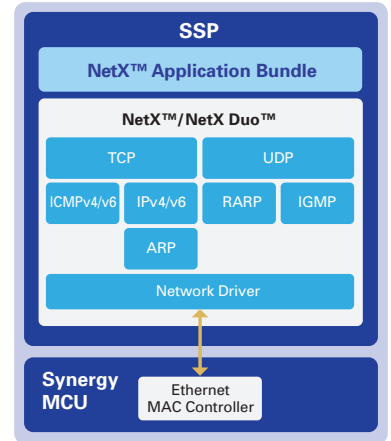 SSP
NetX™ Application Bundle
NetX™/NetX Duo™
TCP
UDP
ICMPv4/v6
IPv4/v6
RARP
IGMP
ARP
Network Driver
Synergy
MCU
Ethernet
MAC Controller